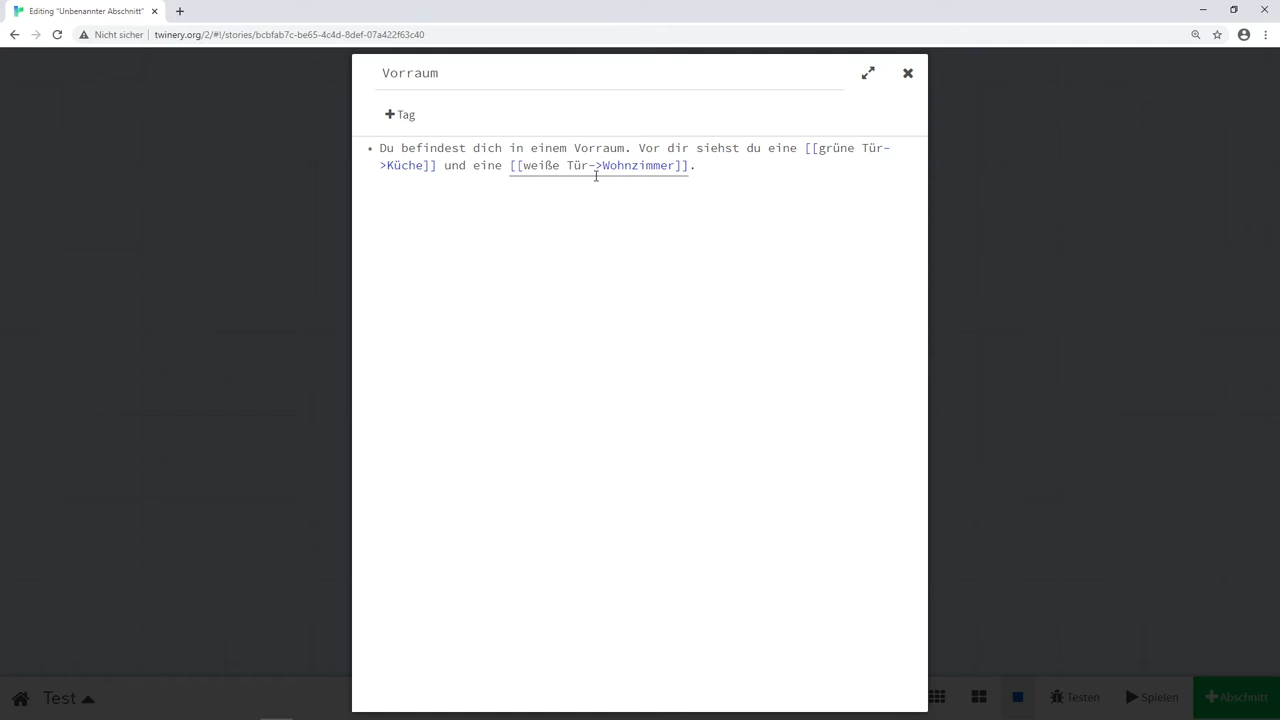 Editing "Unbenannter Abschnitt"
Nicht sicher | twinery.org/2/#!/stories/bcbfab7c-be65-4c4d-8def-07a422f63c40
Vorraum
+ Tag
• Du befindest dich in einem Vorraum. Vor dir siehst du eine [[grüne Tür-
>Küche]] und eine [[weiße Tür->Wohnzimmer]].
Test
Testen
Spielen
+ Abschnitt